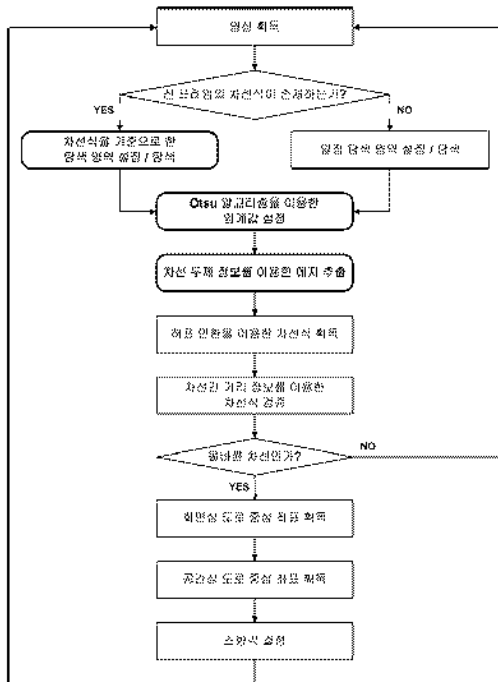 영상 획득
전 프레임의 차선식이 존재하는가?
YES
NO
차선식을 기준으로 한
탐색 영역 설정 / 탐색
일정 탐색 영역 설정 / 탐색
Otsu 알고리즘을 이용한
임계값 설정
차선 두께 정보를 이용한 에지 추출
허프 변환을 이용한 차선식 획득
차선간 거리 정보를 이용한
차선식 검증
올바른 차선인가?
NO
YES
화면상 도로 중심 좌표 획득
공간상 도로 중심 좌표 획득
조향각 결정